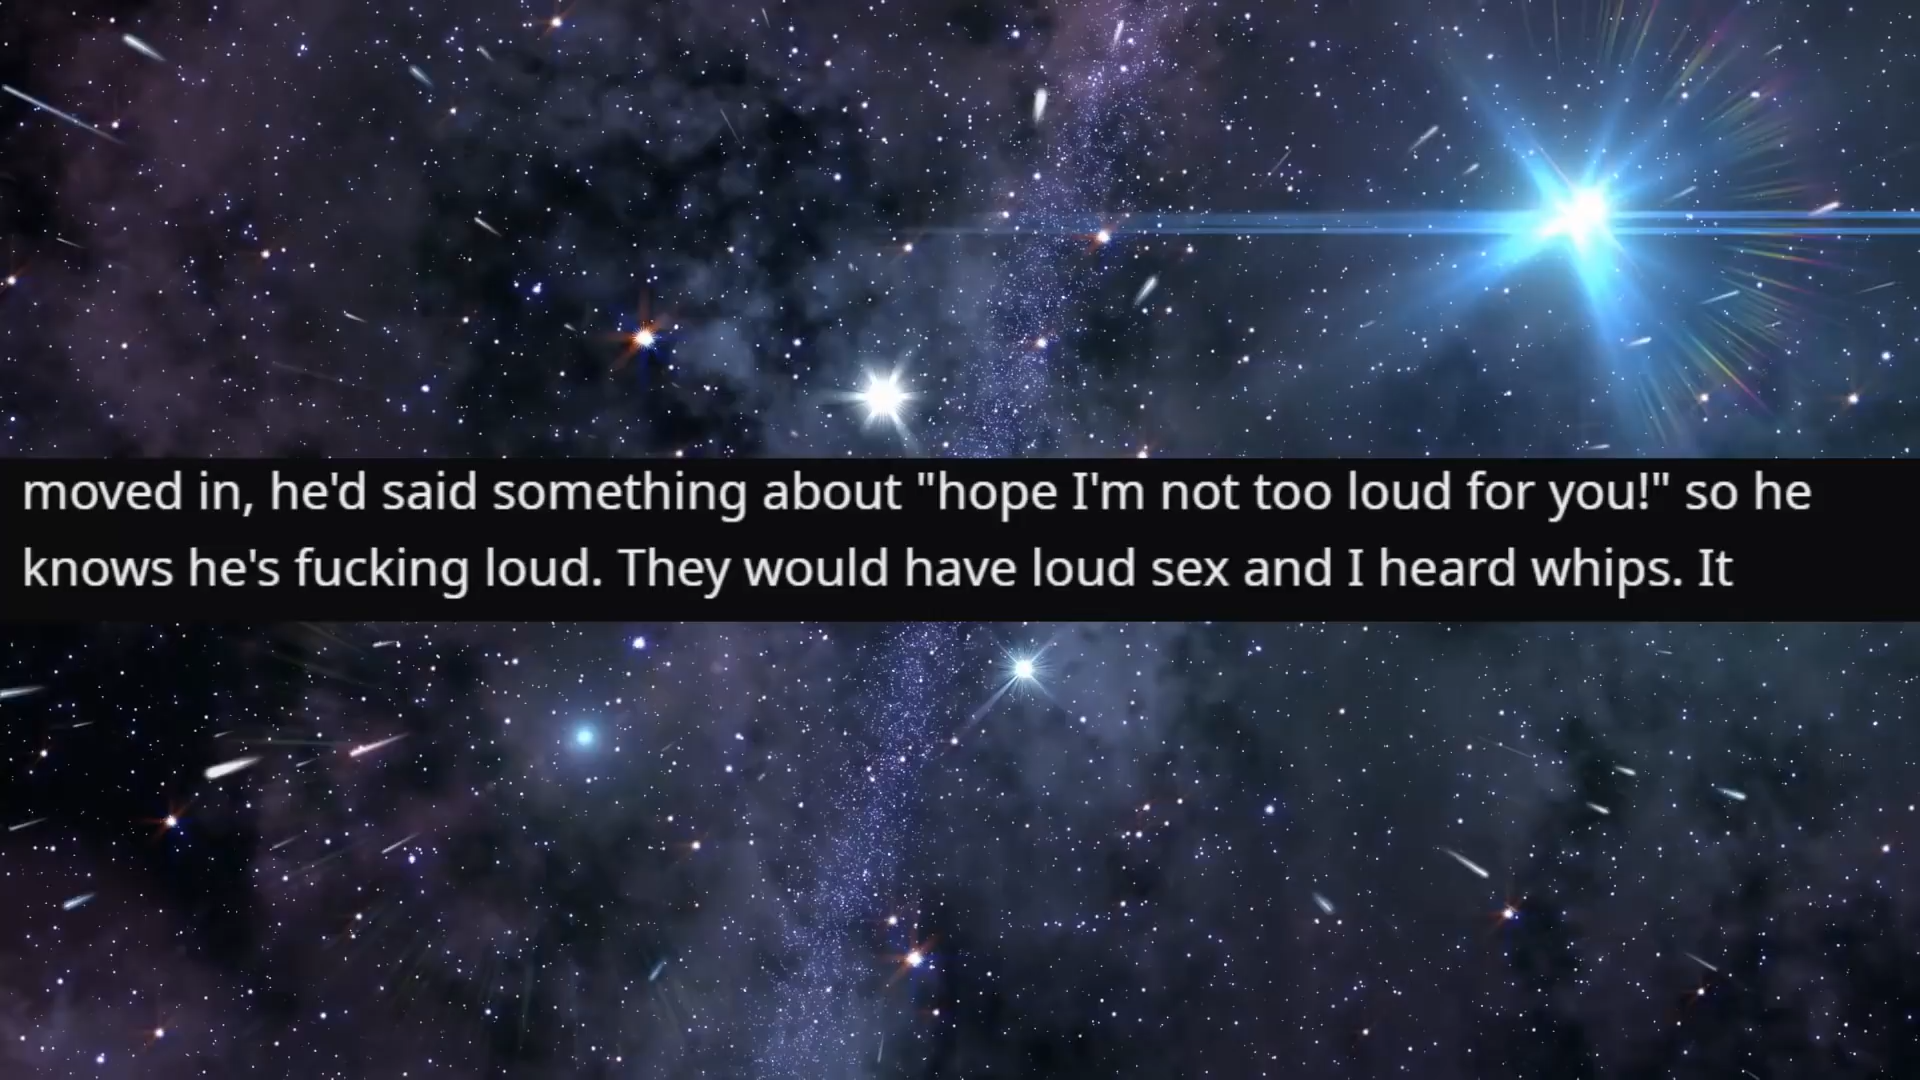 moved in, he'd said something about "hope I'm not too loud for you!" so he
knows he's fucking loud. They would have loud sex and I heard whips. It